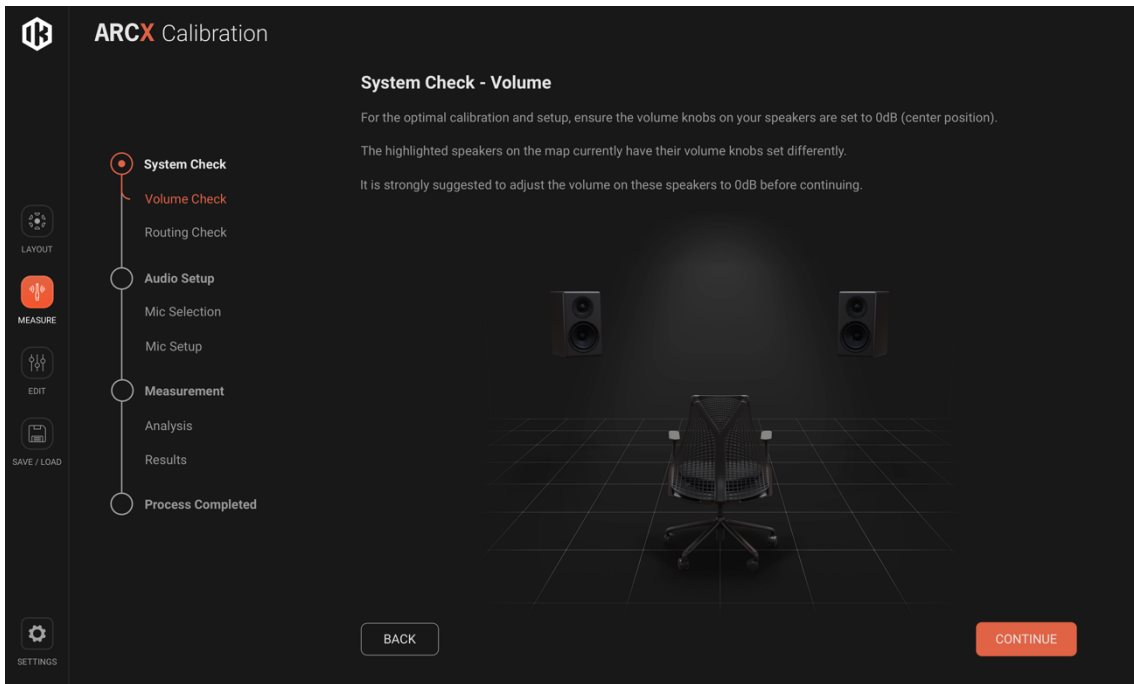 ARCX Calibration
System Check - Volume
For the optimal calibration and setup, ensure the volume knobs on your speakers are set to 0dB (center position).
The highlighted speakers on the map currently have their volume knobs set differently.
It is strongly suggested to adjust the volume on these speakers to 0dB before continuing.
System Check
Volume Check
Routing Check
Audio Setup
Mic Selection
Mic Setup
Measurement
Analysis
Results
Process Completed
LAYOUT
MEASURE
EDIT
SAVE / LOAD
SETTINGS
BACK
CONTINUE